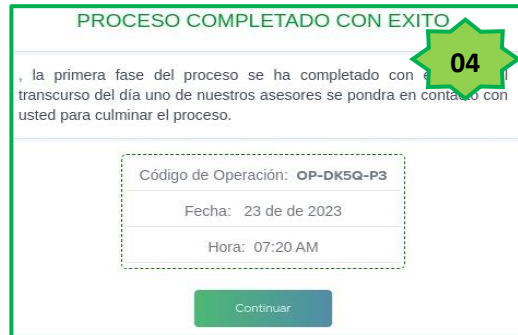 PROCESO COMPLETADO CON EXITO
04
, la primera fase del proceso se ha completado con
transcurso del día uno de nuestros asesores se pondra en contacto con
usted para culminar el proceso.
Código de Operación: OP-DK5Q-P3
Fecha: 23 de de 2023
Hora: 07:20 AM
Continuar